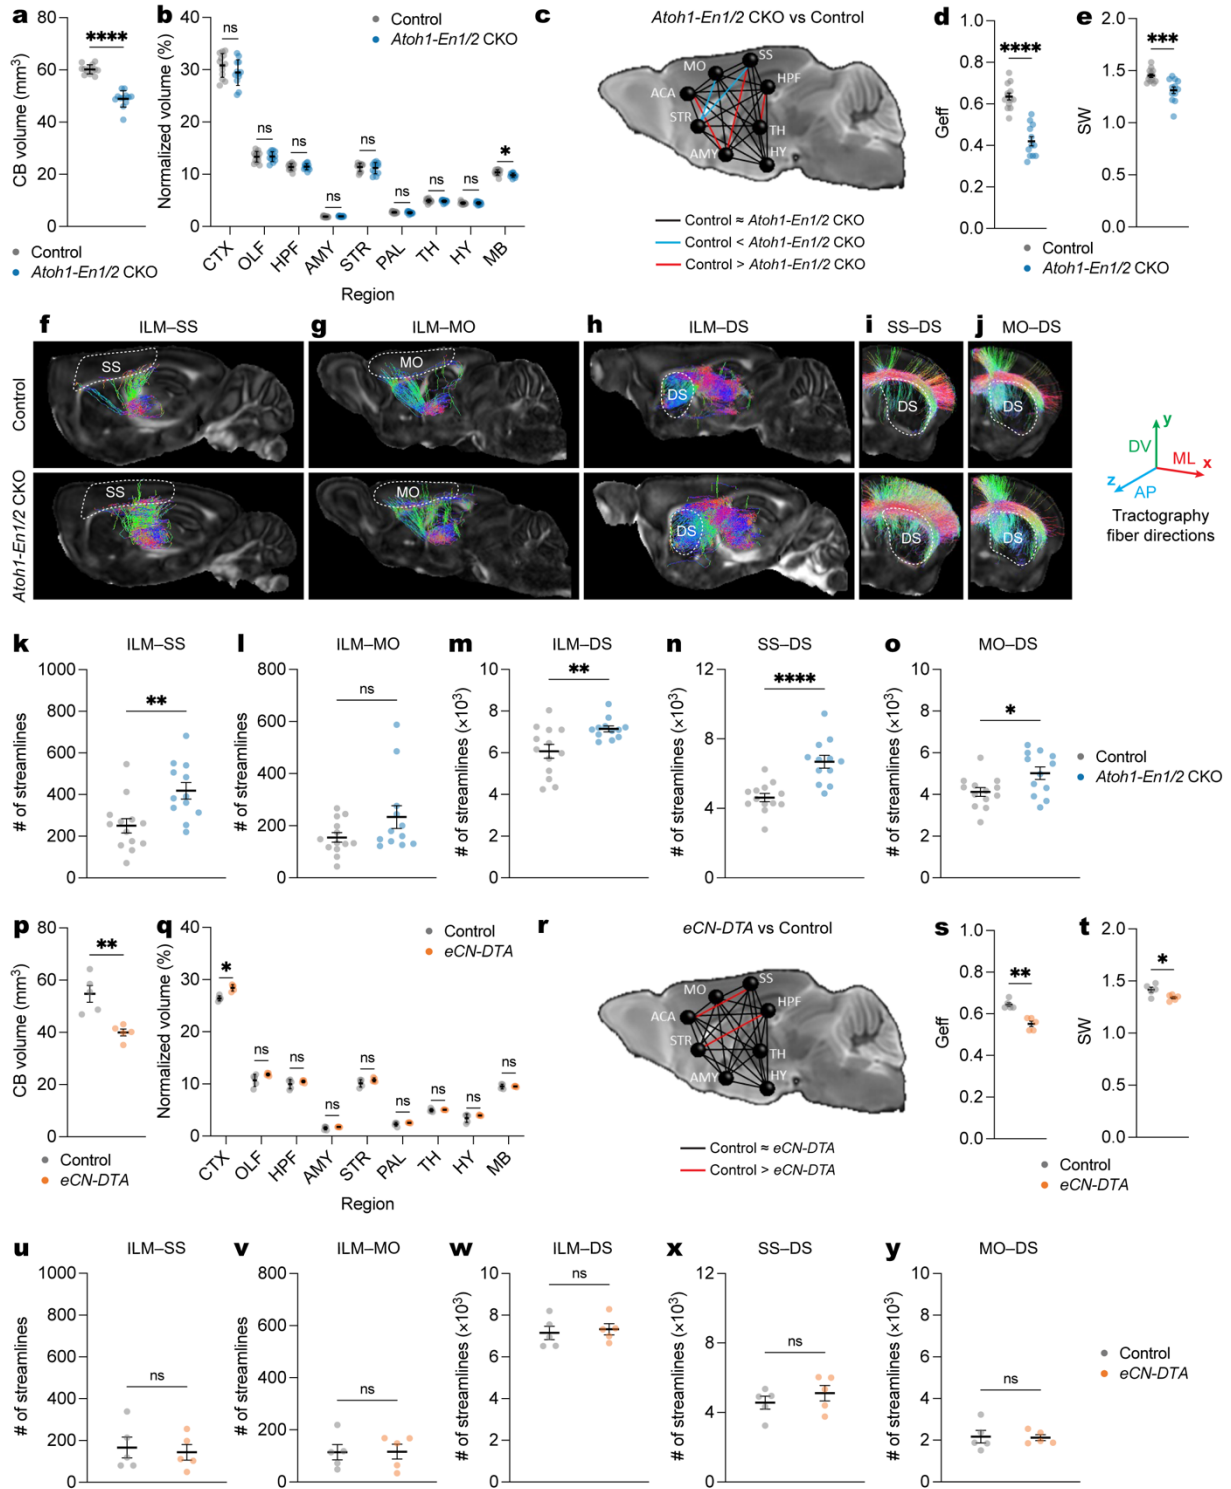 a
CB volume (mm³)
80
60
40
20
0
****
Control
Atoh1-En1/2 CKO
b
Normalized volume (%)
40
30
20
10
0
ns
ns
ns
ns
ns
ns
ns
ns
*
Control
Atoh1-En1/2 CKO
CTX
OLF
HPF
AMY
STR
PAL
TH
HY
MB
Region
c
Atoh1-En1/2 CKO vs Control
SS
MO
HPF
ACA
STR
TH
AMY
HY
Control ≈ Atoh1-En1/2 CKO
Control < Atoh1-En1/2 CKO
Control > Atoh1-En1/2 CKO
d
Geff
1.0
0.8
0.6
0.4
0.2
0
****
e
SW
2.0
1.5
1.0
0.5
0
***
Control
Atoh1-En1/2 CKO
f
ILM–SS
g
ILM–MO
h
ILM–DS
i
SS–DS
j
MO–DS
Control
SS
MO
DS
DS
DS
Atoh1-En1/2 CKO
SS
MO
DS
DS
DS
y
DV
ML
x
z
AP
Tractography
fiber directions
k
ILM–SS
# of streamlines
1000
800
600
400
200
0
**
l
ILM–MO
# of streamlines
800
600
400
200
0
ns
m
ILM–DS
# of streamlines (×10³)
10
8
6
4
2
0
**
n
SS–DS
# of streamlines (×10³)
12
8
4
0
****
o
MO–DS
# of streamlines (×10³)
10
8
6
4
2
0
*
Control
Atoh1-En1/2 CKO
p
CB volume (mm³)
80
60
40
20
0
**
Control
eCN-DTA
q
Normalized volume (%)
40
30
20
10
0
*
ns
ns
ns
ns
ns
ns
ns
ns
Control
eCN-DTA
CTX
OLF
HPF
AMY
STR
PAL
TH
HY
MB
Region
r
eCN-DTA vs Control
SS
MO
HPF
ACA
STR
TH
AMY
HY
Control ≈ eCN-DTA
Control > eCN-DTA
s
Geff
1.0
0.8
0.6
0.4
0.2
0.0
**
t
SW
2.0
1.5
1.0
0.5
0.0
*
Control
eCN-DTA
u
ILM–SS
# of streamlines
1000
800
600
400
200
0
ns
v
ILM–MO
# of streamlines
800
600
400
200
0
ns
w
ILM–DS
# of streamlines (×10³)
10
8
6
4
2
0
ns
x
SS–DS
# of streamlines (×10³)
12
8
4
0
ns
y
MO–DS
# of streamlines (×10³)
10
8
6
4
2
0
ns
Control
eCN-DTA